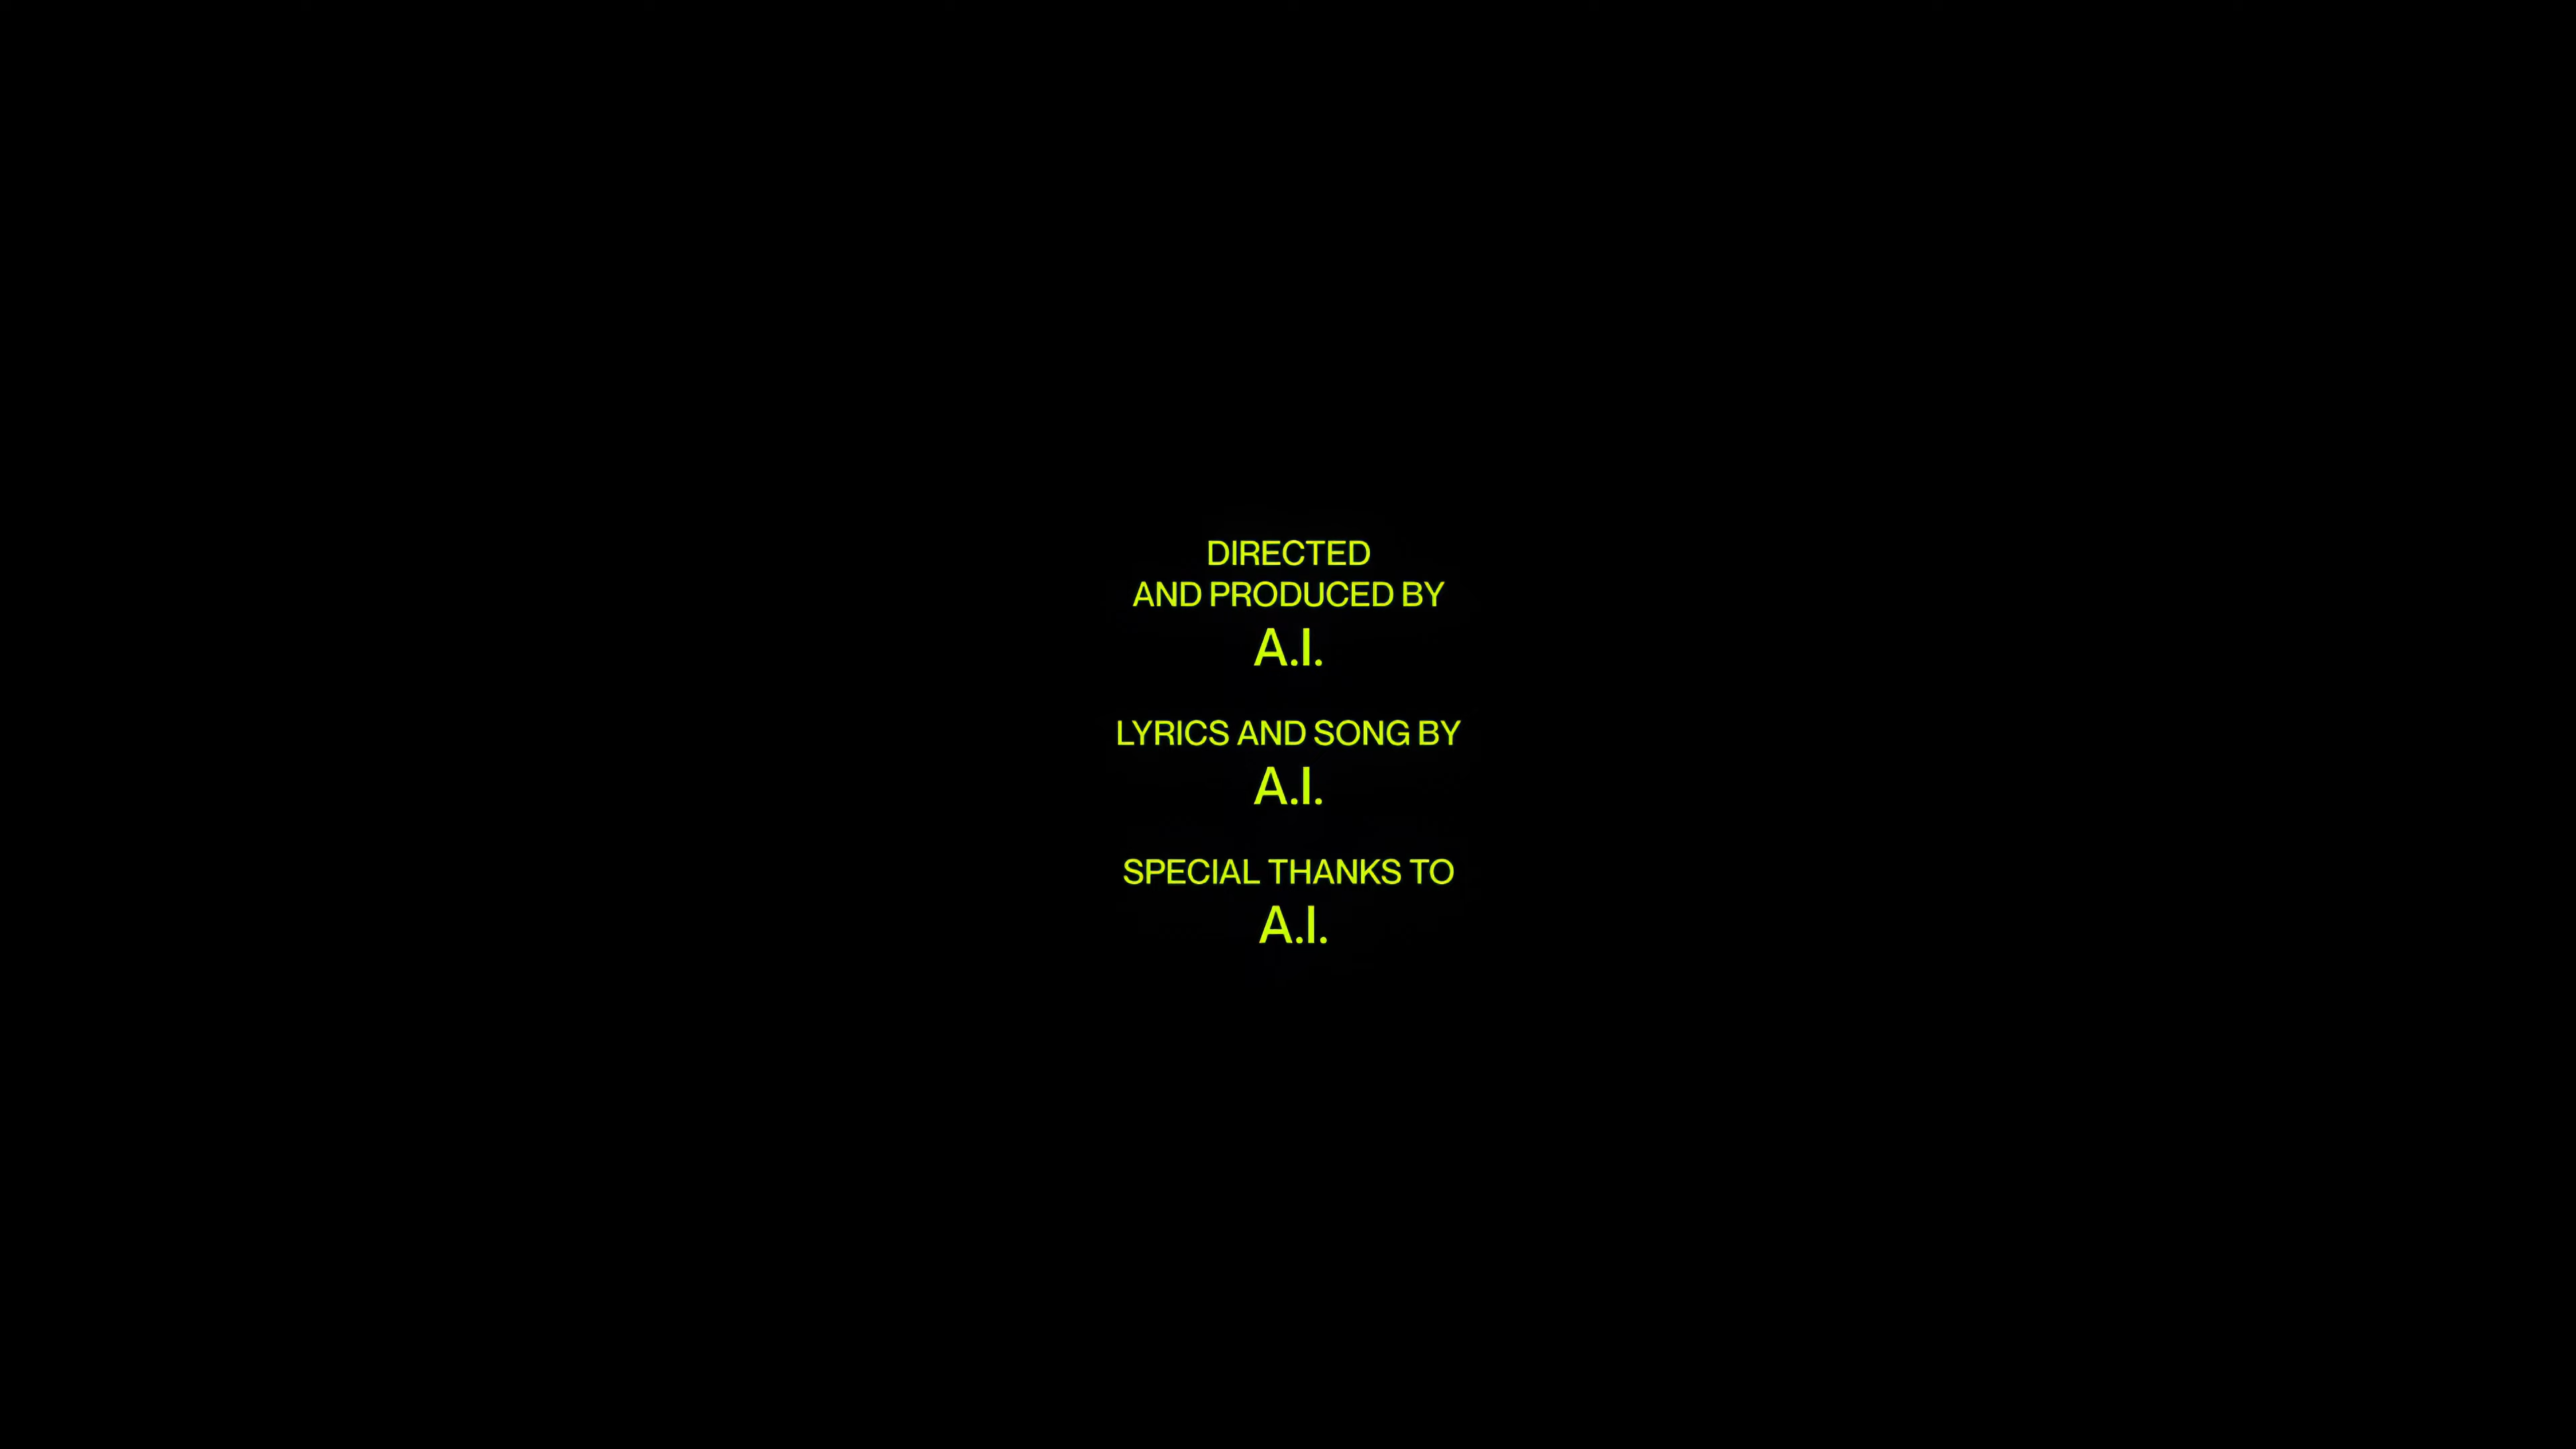 DIRECTED
AND PRODUCED BY
A.I.
LYRICS AND SONG BY
A.I.
SPECIAL THANKS TO
A.I.